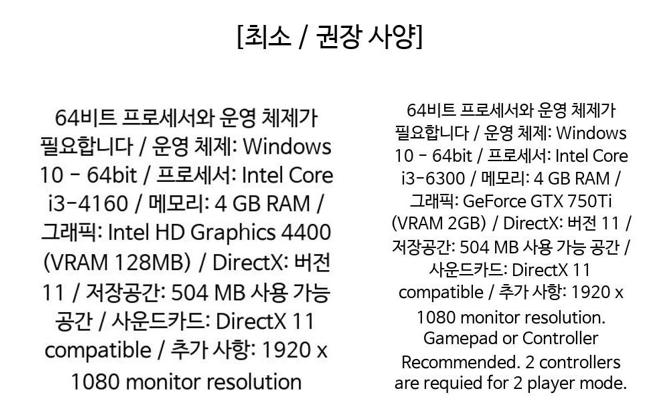 [최소 / 권장 사양]
64비트 프로세서와 운영 체제가
필요합니다 / 운영 체제: Windows
10 - 64bit / 프로세서: Intel Core
i3-4160 / 메모리: 4 GB RAM /
그래픽: Intel HD Graphics 4400
(VRAM 128MB) / DirectX: 버전
11 / 저장공간: 504 MB 사용 가능
공간 / 사운드카드: DirectX 11
compatible / 추가 사항: 1920 x
1080 monitor resolution
64비트 프로세서와 운영 체제가
필요합니다 / 운영 체제: Windows
10 - 64bit / 프로세서: Intel Core
i3-6300 / 메모리: 4 GB RAM /
그래픽: GeForce GTX 750Ti
(VRAM 2GB) / DirectX: 버전 11 /
저장공간: 504 MB 사용 가능 공간 /
사운드카드: DirectX 11
compatible / 추가 사항: 1920 x
1080 monitor resolution.
Gamepad or Controller
Recommended. 2 controllers
are requied for 2 player mode.